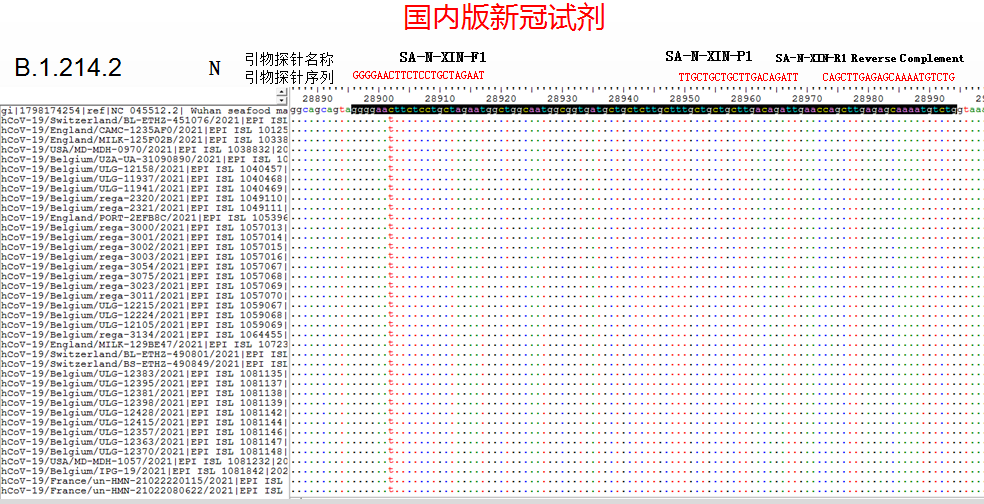 国内版新冠试剂
B.1.214.2
N
引物探针名称 SA-N-XIN-F1 SA-N-XIN-P1 SA-N-XIN-R1 Reverse Complement
引物探针序列 GGGGAACTTCTCCTGCTAGAAT TTGCTGCTGCTTGACAGATT CAGCTTGAGAGCAAAATGTCTG
28890 28900 28910 28920 28930 28940 28950 28960 28970 28980 28990
gi|1798174254|ref|NC_045512.2| Wuhan seafood ma ggcagcagtaggggaacttctcctgctagaatggctggcaatggcggtgatgctgctcttgctttgctgctgcttgacagattgaaccagcttgagagcaaaatgtctggtaaa
hCoV-19/Switzerland/BL-ETHZ-451076/2021|EPI ISL
hCoV-19/England/CAMC-1235AF0/2021|EPI ISL 10125
hCoV-19/England/MILK-125F02B/2021|EPI ISL 10338
hCoV-19/USA/MD-MDH-0970/2021|EPI ISL 1038832|20
hCoV-19/Belgium/UZA-UA-31090890/2021|EPI ISL 10
hCoV-19/Belgium/ULG-12158/2021|EPI ISL 1040457|
hCoV-19/Belgium/ULG-11937/2021|EPI ISL 1040468|
hCoV-19/Belgium/ULG-11941/2021|EPI ISL 1040469|
hCoV-19/Belgium/rega-2320/2021|EPI ISL 1049110|
hCoV-19/Belgium/rega-2321/2021|EPI ISL 1049111|
hCoV-19/England/PORT-2EFB8C/2021|EPI ISL 105396
hCoV-19/Belgium/rega-3000/2021|EPI ISL 1057013|
hCoV-19/Belgium/rega-3001/2021|EPI ISL 1057014|
hCoV-19/Belgium/rega-3002/2021|EPI ISL 1057015|
hCoV-19/Belgium/rega-3003/2021|EPI ISL 1057016|
hCoV-19/Belgium/rega-3054/2021|EPI ISL 1057067|
hCoV-19/Belgium/rega-3075/2021|EPI ISL 1057068|
hCoV-19/Belgium/rega-3023/2021|EPI ISL 1057069|
hCoV-19/Belgium/rega-3011/2021|EPI ISL 1057070|
hCoV-19/Belgium/ULG-12215/2021|EPI ISL 1059067|
hCoV-19/Belgium/ULG-12224/2021|EPI ISL 1059068|
hCoV-19/Belgium/ULG-12105/2021|EPI ISL 1059069|
hCoV-19/Belgium/rega-3134/2021|EPI ISL 1064455|
hCoV-19/England/MILK-129BE47/2021|EPI ISL 10723
hCoV-19/Switzerland/BL-ETHZ-490801/2021|EPI ISL
hCoV-19/Switzerland/BS-ETHZ-490849/2021|EPI ISL
hCoV-19/Belgium/ULG-12383/2021|EPI ISL 1081135|
hCoV-19/Belgium/ULG-12395/2021|EPI ISL 1081137|
hCoV-19/Belgium/ULG-12381/2021|EPI ISL 1081138|
hCoV-19/Belgium/ULG-12398/2021|EPI ISL 1081139|
hCoV-19/Belgium/ULG-12428/2021|EPI ISL 1081142|
hCoV-19/Belgium/ULG-12415/2021|EPI ISL 1081144|
hCoV-19/Belgium/ULG-12357/2021|EPI ISL 1081146|
hCoV-19/Belgium/ULG-12363/2021|EPI ISL 1081147|
hCoV-19/Belgium/ULG-12370/2021|EPI ISL 1081148|
hCoV-19/USA/MD-MDH-1057/2021|EPI ISL 1081232|20
hCoV-19/Belgium/IPG-19/2021|EPI ISL 1081842|202
hCoV-19/France/un-HMN-21022220115/2021|EPI ISL
hCoV-19/France/un-HMN-21022080622/2021|EPI ISL